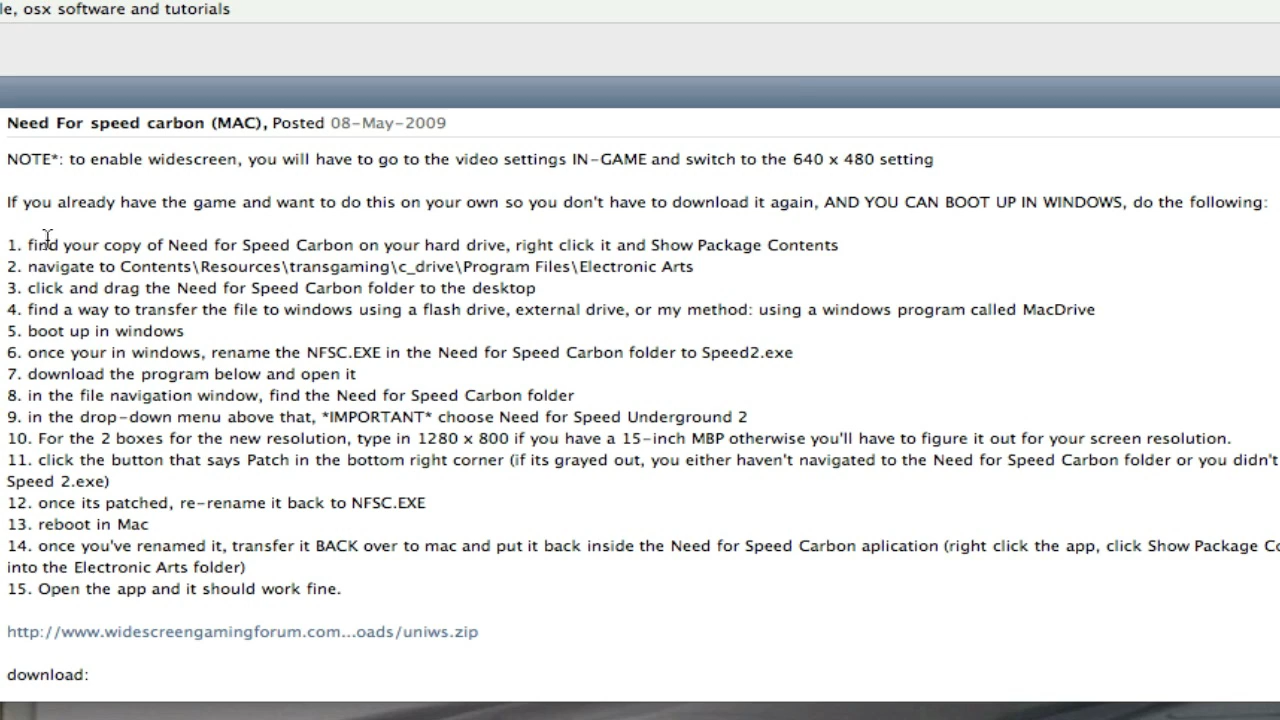 le, osx software and tutorials
Need For speed carbon (MAC), Posted 08-May-2009
NOTE*: to enable widescreen, you will have to go to the video settings IN-GAME and switch to the 640 x 480 setting
If you already have the game and want to do this on your own so you don't have to download it again, AND YOU CAN BOOT UP IN WINDOWS, do the following:
1. find your copy of Need for Speed Carbon on your hard drive, right click it and Show Package Contents
2. navigate to Contents\Resources\transgaming\c_drive\Program Files\Electronic Arts
3. click and drag the Need for Speed Carbon folder to the desktop
4. find a way to transfer the file to windows using a flash drive, external drive, or my method: using a windows program called MacDrive
5. boot up in windows
6. once your in windows, rename the NFSC.EXE in the Need for Speed Carbon folder to Speed2.exe
7. download the program below and open it
8. in the file navigation window, find the Need for Speed Carbon folder
9. in the drop-down menu above that, *IMPORTANT* choose Need for Speed Underground 2
10. For the 2 boxes for the new resolution, type in 1280 x 800 if you have a 15-inch MBP otherwise you'll have to figure it out for your screen resolution.
11. click the button that says Patch in the bottom right corner (if its grayed out, you either haven't navigated to the Need for Speed Carbon folder or you didn't
Speed 2.exe)
12. once its patched, re-rename it back to NFSC.EXE
13. reboot in Mac
14. once you've renamed it, transfer it BACK over to mac and put it back inside the Need for Speed Carbon aplication (right click the app, click Show Package Co
into the Electronic Arts folder)
15. Open the app and it should work fine.
http://www.widescreengamingforum.com...oads/uniws.zip
download: